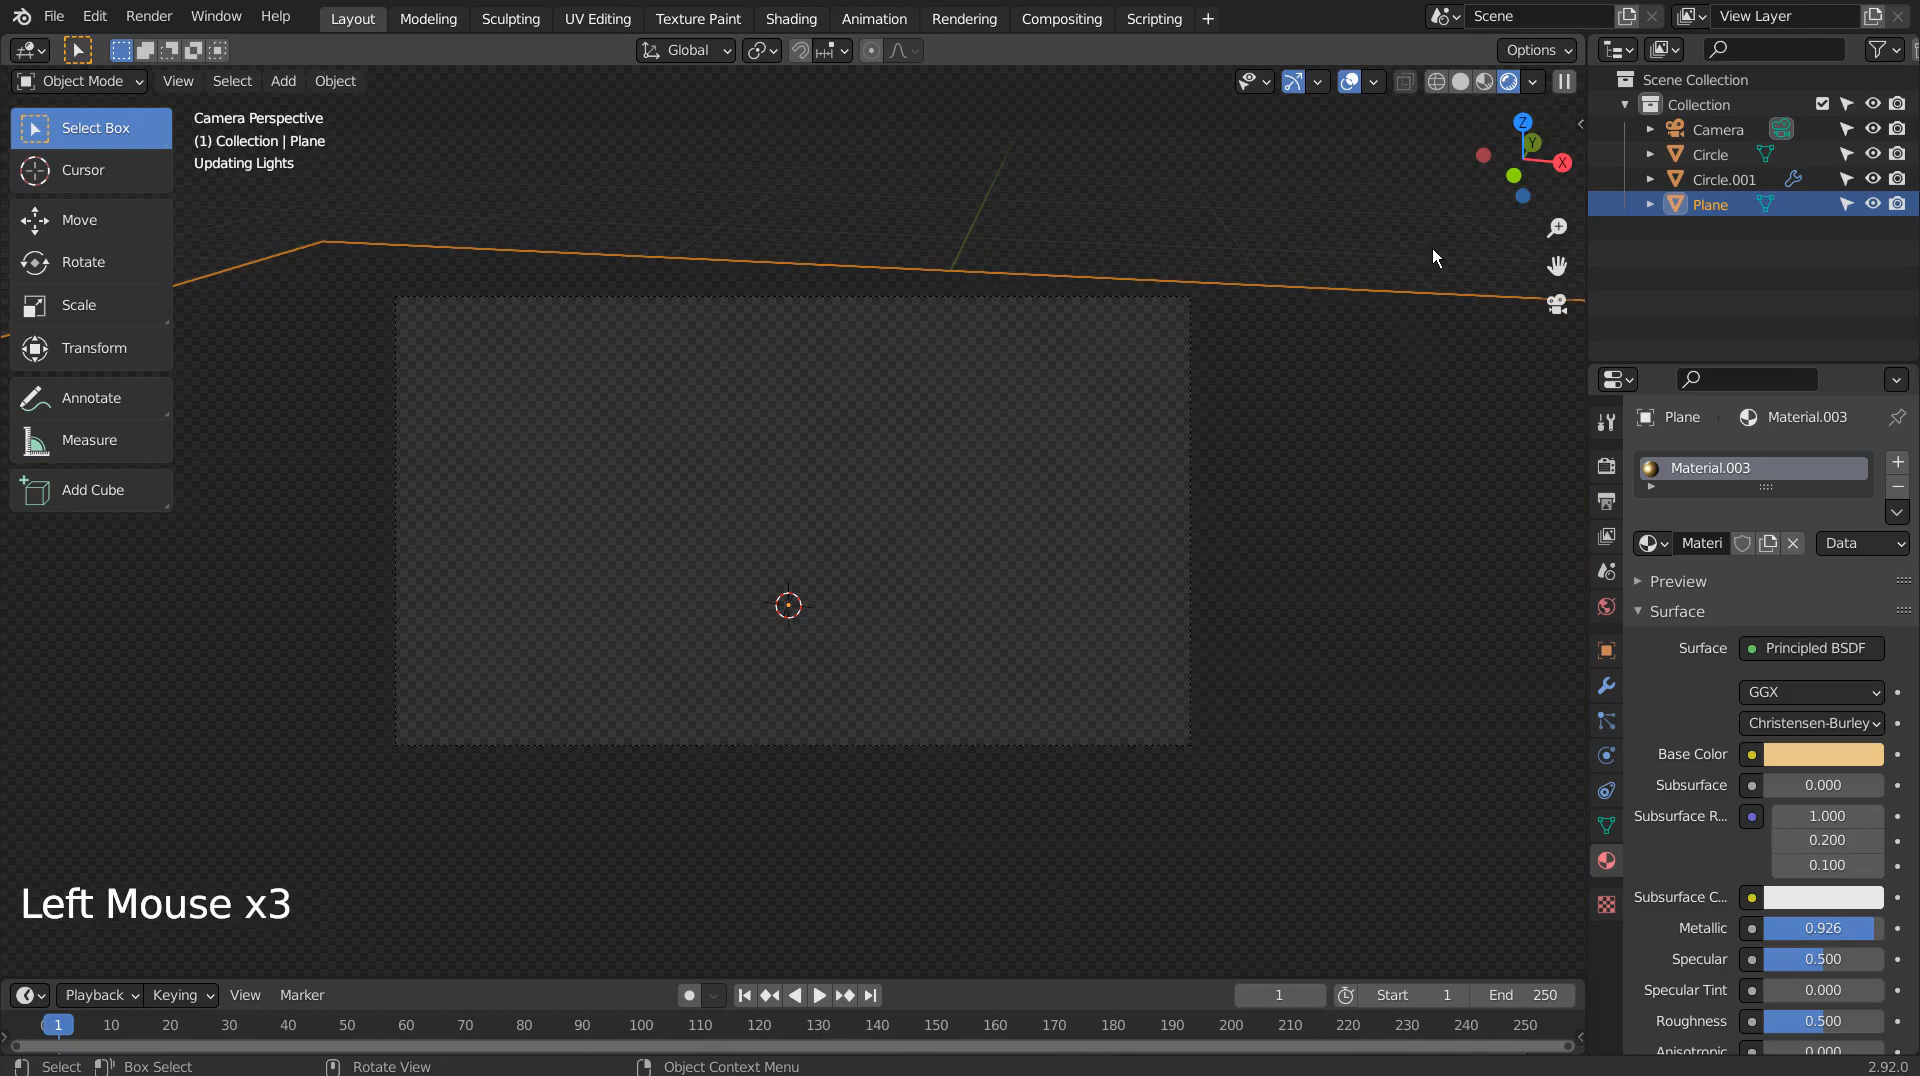 File Edit Render Window Help Layout Modeling Sculpting UV Editing Texture Paint Shading Animation Rendering Compositing Scripting + Scene View Layer
Global Options
Object Mode View Select Add Object
Scene Collection
Collection
Camera
Circle
Circle.001
Plane
Select Box
Cursor
Move
Rotate
Scale
Transform
Annotate
Measure
Add Cube
Camera Perspective
(1) Collection | Plane
Updating Lights
Z
Y
X
Plane Material.003
Material.003
Materi Data
Preview
Surface
Surface Principled BSDF
GGX
Christensen-Burley
Base Color
Subsurface 0.000
Subsurface R... 1.000
0.200
0.100
Subsurface C...
Metallic 0.926
Specular 0.500
Specular Tint 0.000
Roughness 0.500
Anisotropic 0.000
Left Mouse x3
Playback Keying View Marker 1 Start 1 End 250
1 10 20 30 40 50 60 70 80 90 100 110 120 130 140 150 160 170 180 190 200 210 220 230 240 250
Select Box Select Rotate View Object Context Menu 2.92.0